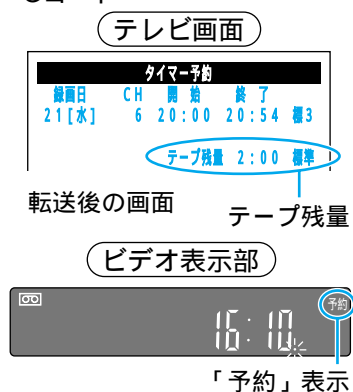 テレビ画面
タイマー予約
録画日 CH 開始 終了
21[水] 6 20:00 20:54 標3
テープ残量 2:00 標準
転送後の画面
テープ残量
ビデオ表示部
予約
16:10
「予約」表示